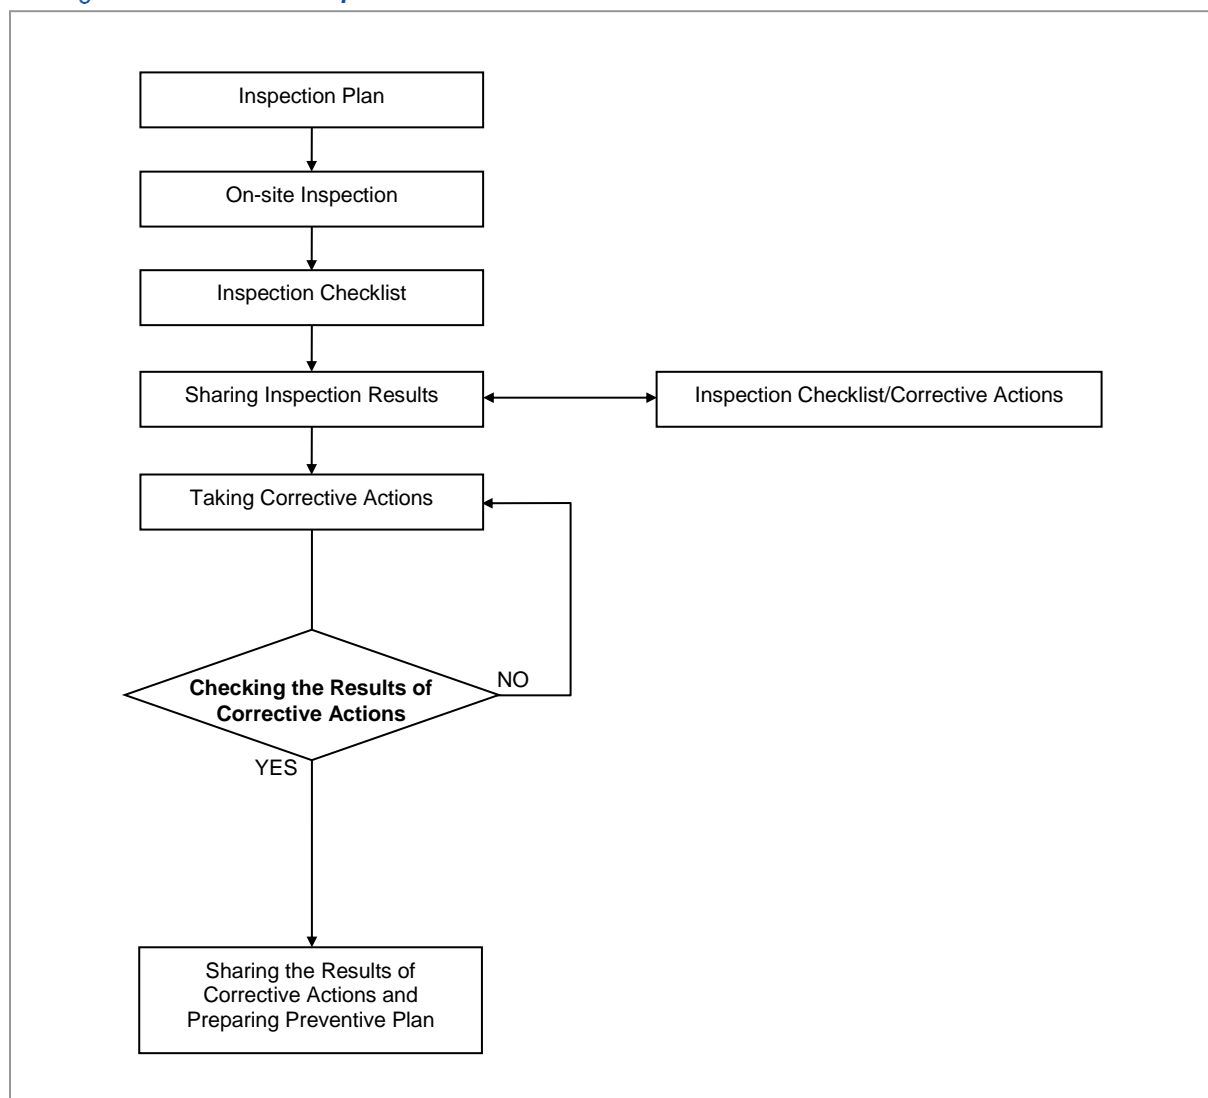 Inspection Plan
On-site Inspection
Inspection Checklist
Sharing Inspection Results
Inspection Checklist/Corrective Actions
Taking Corrective Actions
Checking the Results of
Corrective Actions
NO
YES
Sharing the Results of
Corrective Actions and
Preparing Preventive Plan